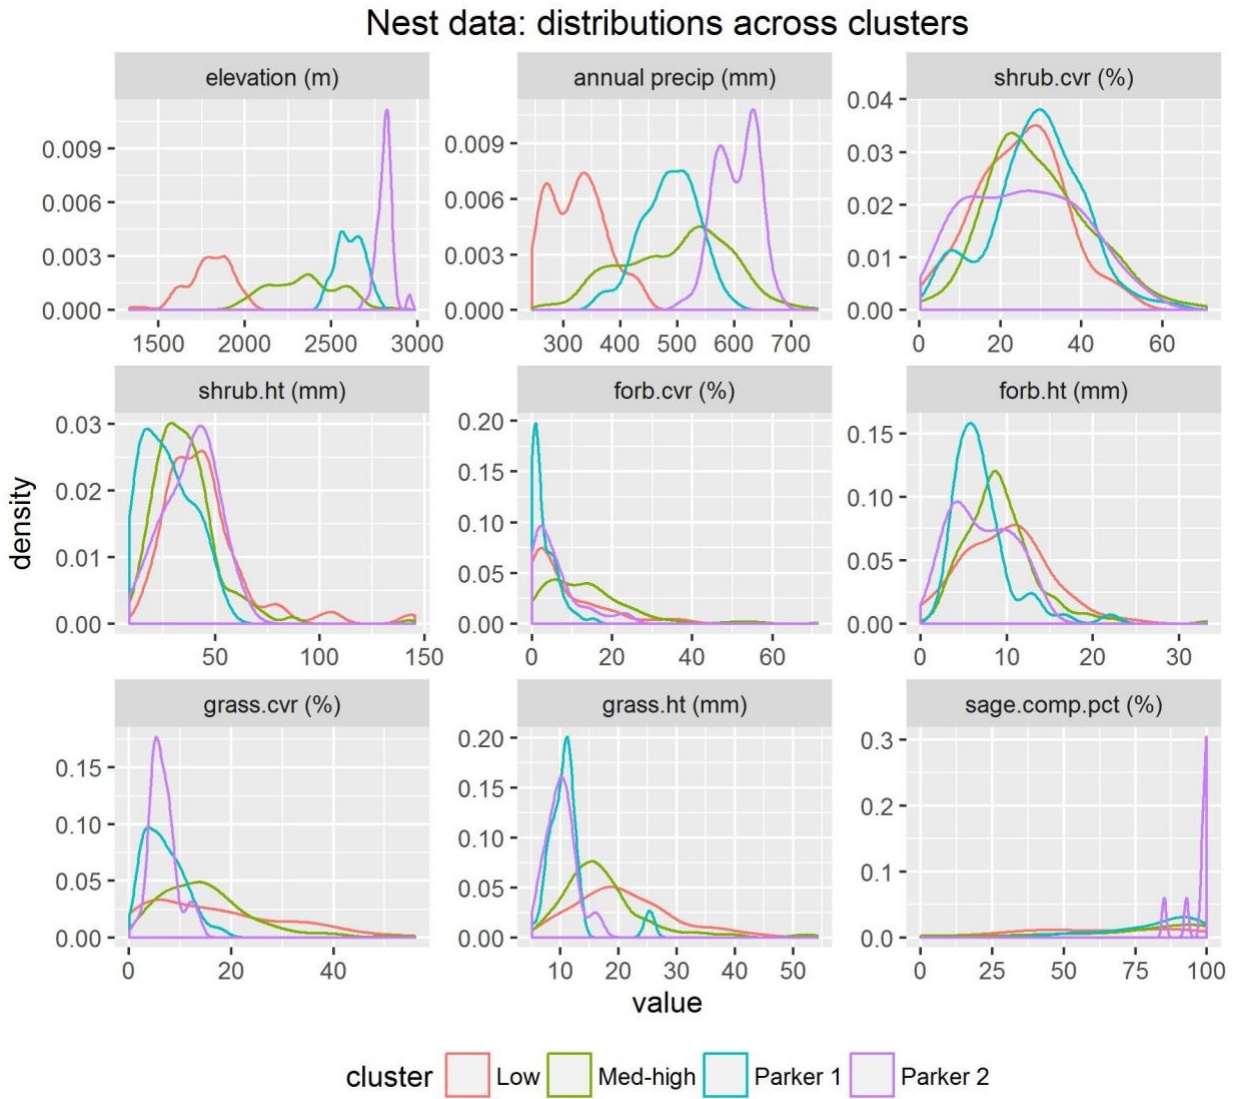 Nest data: distributions across clusters
elevation (m)
0.009
0.006
0.003
0.000
1500 2000 2500 3000
annual precip (mm)
0.009
0.006
0.003
0.000
300 400 500 600 700
shrub.cvr (%)
0.04
0.03
0.02
0.01
0.00
0 20 40 60
shrub.ht (mm)
0.03
0.02
0.01
0.00
50 100 150
forb.cvr (%)
0.20
0.15
0.10
0.05
0.00
0 20 40 60
forb.ht (mm)
0.15
0.10
0.05
0.00
0 10 20 30
density
grass.cvr (%)
0.15
0.10
0.05
0.00
0 20 40
grass.ht (mm)
0.20
0.15
0.10
0.05
0.00
10 20 30 40 50
sage.comp.pct (%)
0.3
0.2
0.1
0.0
0 25 50 75 100
value
cluster Low Med-high Parker 1 Parker 2